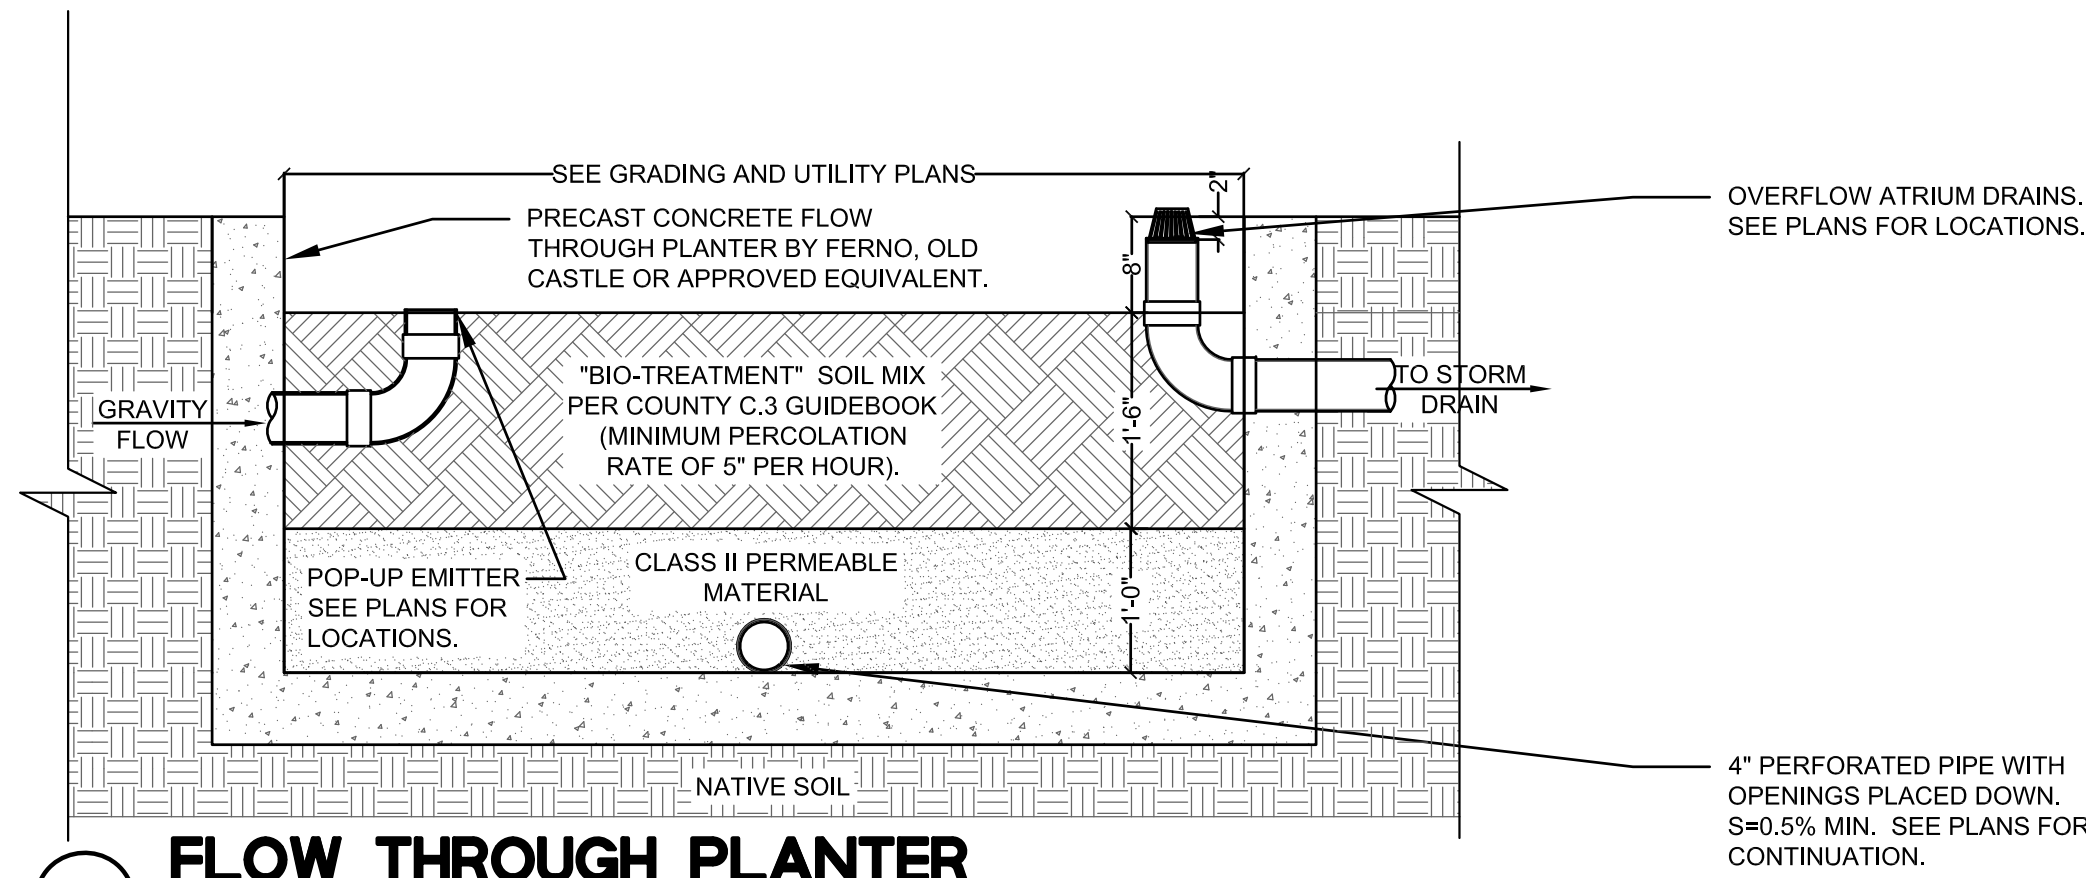 SEE GRADING AND UTILITY PLANS
2"
PRECAST CONCRETE FLOW
THROUGH PLANTER BY FERNO, OLD
CASTLE OR APPROVED EQUIVALENT.
OVERFLOW ATRIUM DRAINS.
SEE PLANS FOR LOCATIONS.
8"
"BIO-TREATMENT" SOIL MIX
PER COUNTY C.3 GUIDEBOOK
(MINIMUM PERCOLATION
RATE OF 5" PER HOUR).
GRAVITY
FLOW
1'-6"
TO STORM
DRAIN
POP-UP EMITTER
SEE PLANS FOR
LOCATIONS.
CLASS II PERMEABLE
MATERIAL
1'-0"
NATIVE SOIL
4" PERFORATED PIPE WITH
OPENINGS PLACED DOWN.
S=0.5% MIN. SEE PLANS FOR
CONTINUATION.
FLOW THROUGH PLANTER